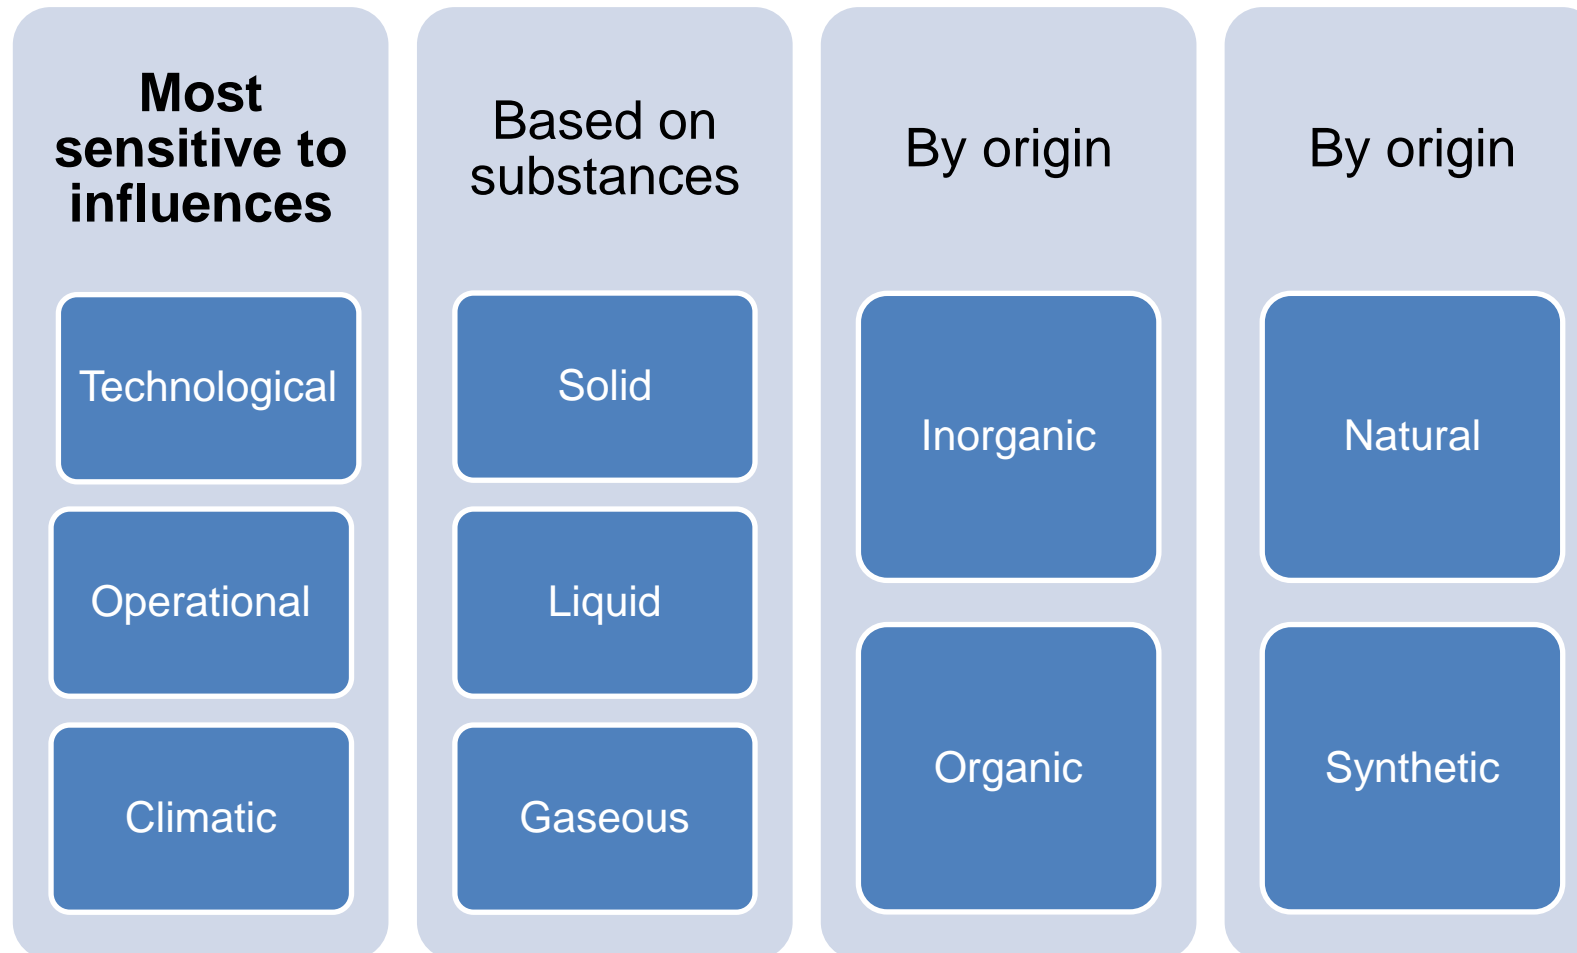 Most
sensitive to
influences
Technological
Operational
Climatic
Based on
substances
Solid
Liquid
Gaseous
By origin
Inorganic
Organic
By origin
Natural
Synthetic